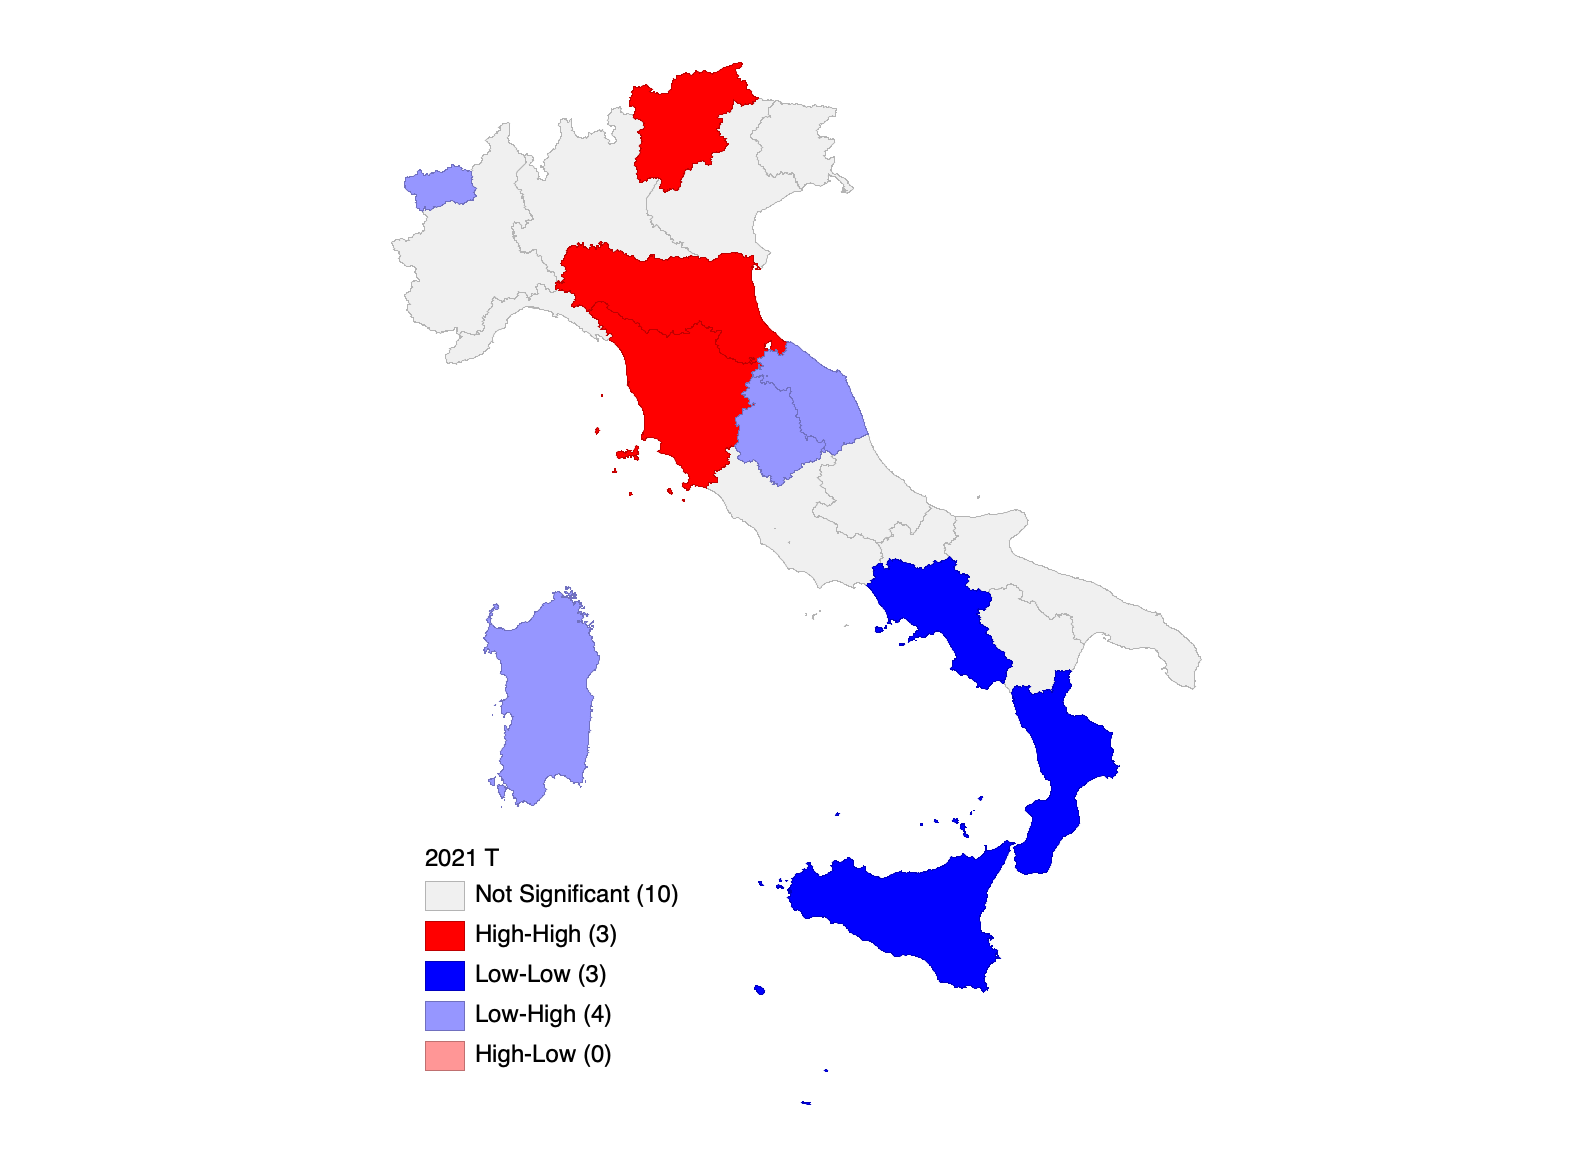 2021 T
Not Significant (10)
High-High (3)
Low-Low (3)
Low-High (4)
High-Low (0)